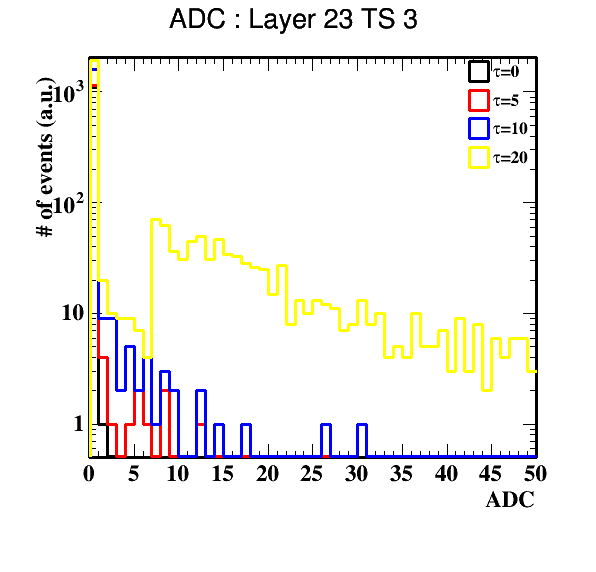 ADC : Layer 23 TS 3
# of events (a.u.)
10³
10²
10
1
τ=0
τ=5
τ=10
τ=20
0 5 10 15 20 25 30 35 40 45 50
ADC